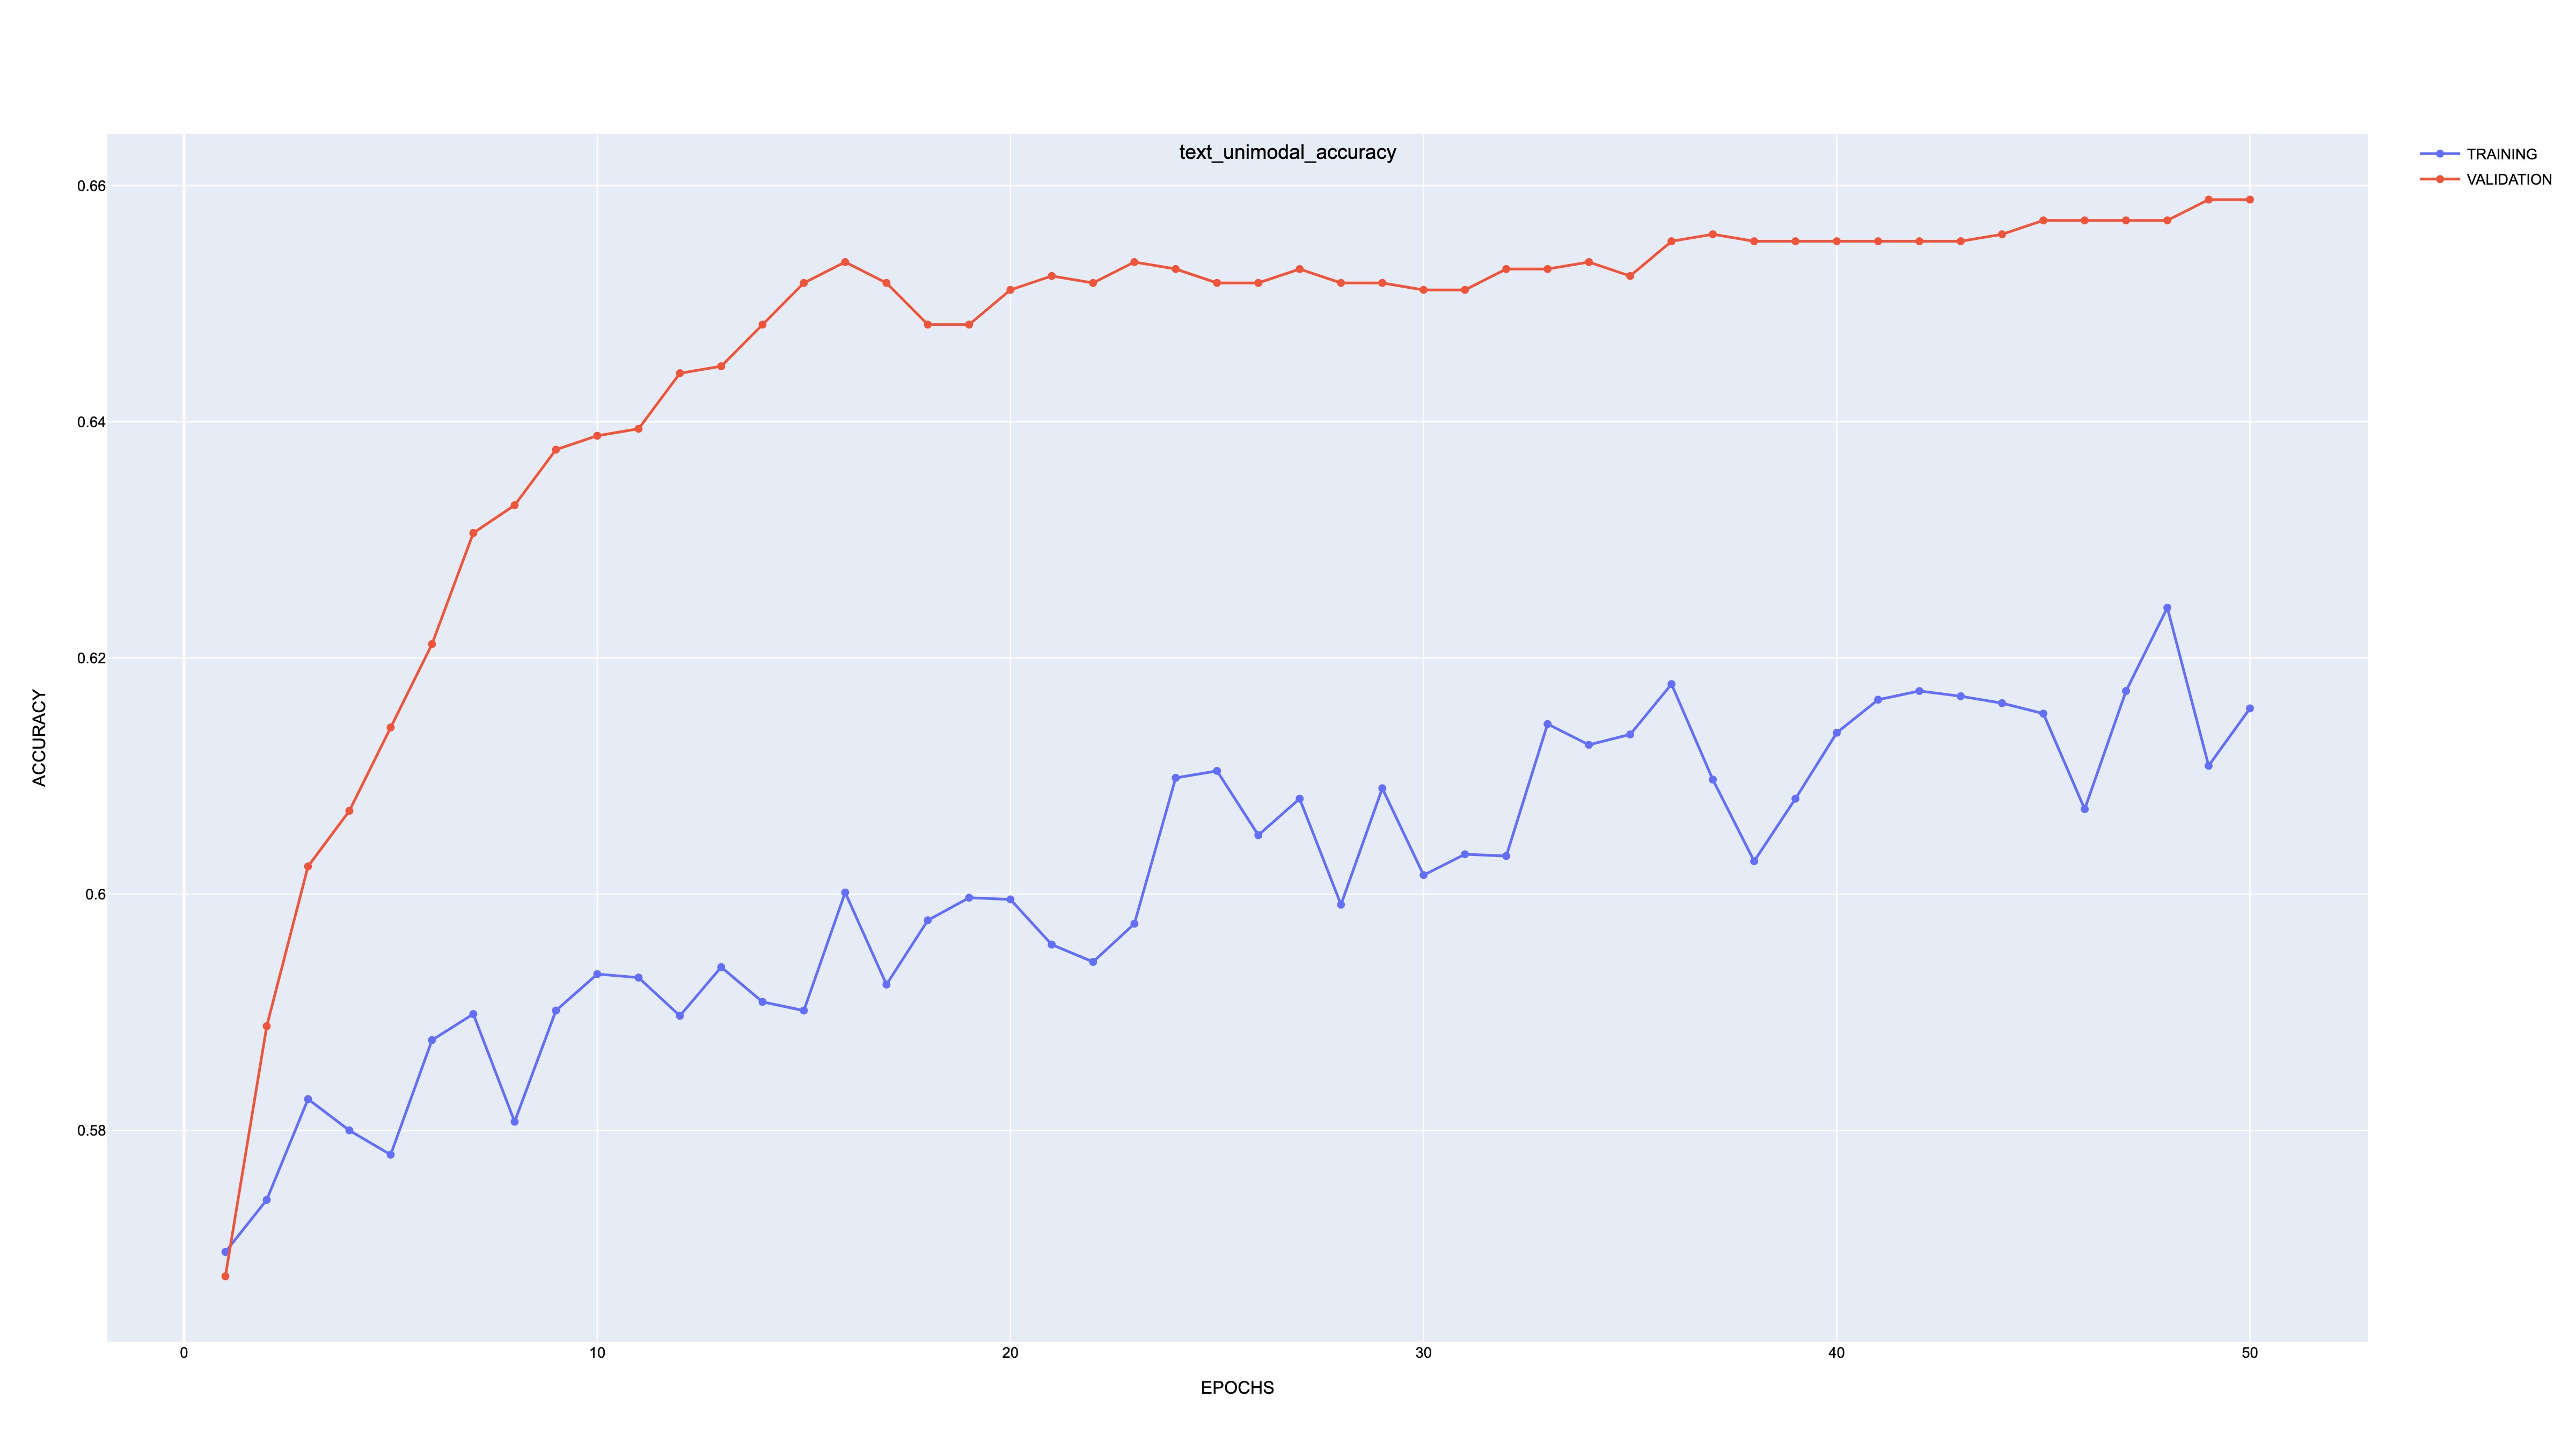 text_unimodal_accuracy
TRAINING
VALIDATION
0.66
0.64
0.62
0.6
0.58
ACCURACY
0
10
20
30
40
50
EPOCHS